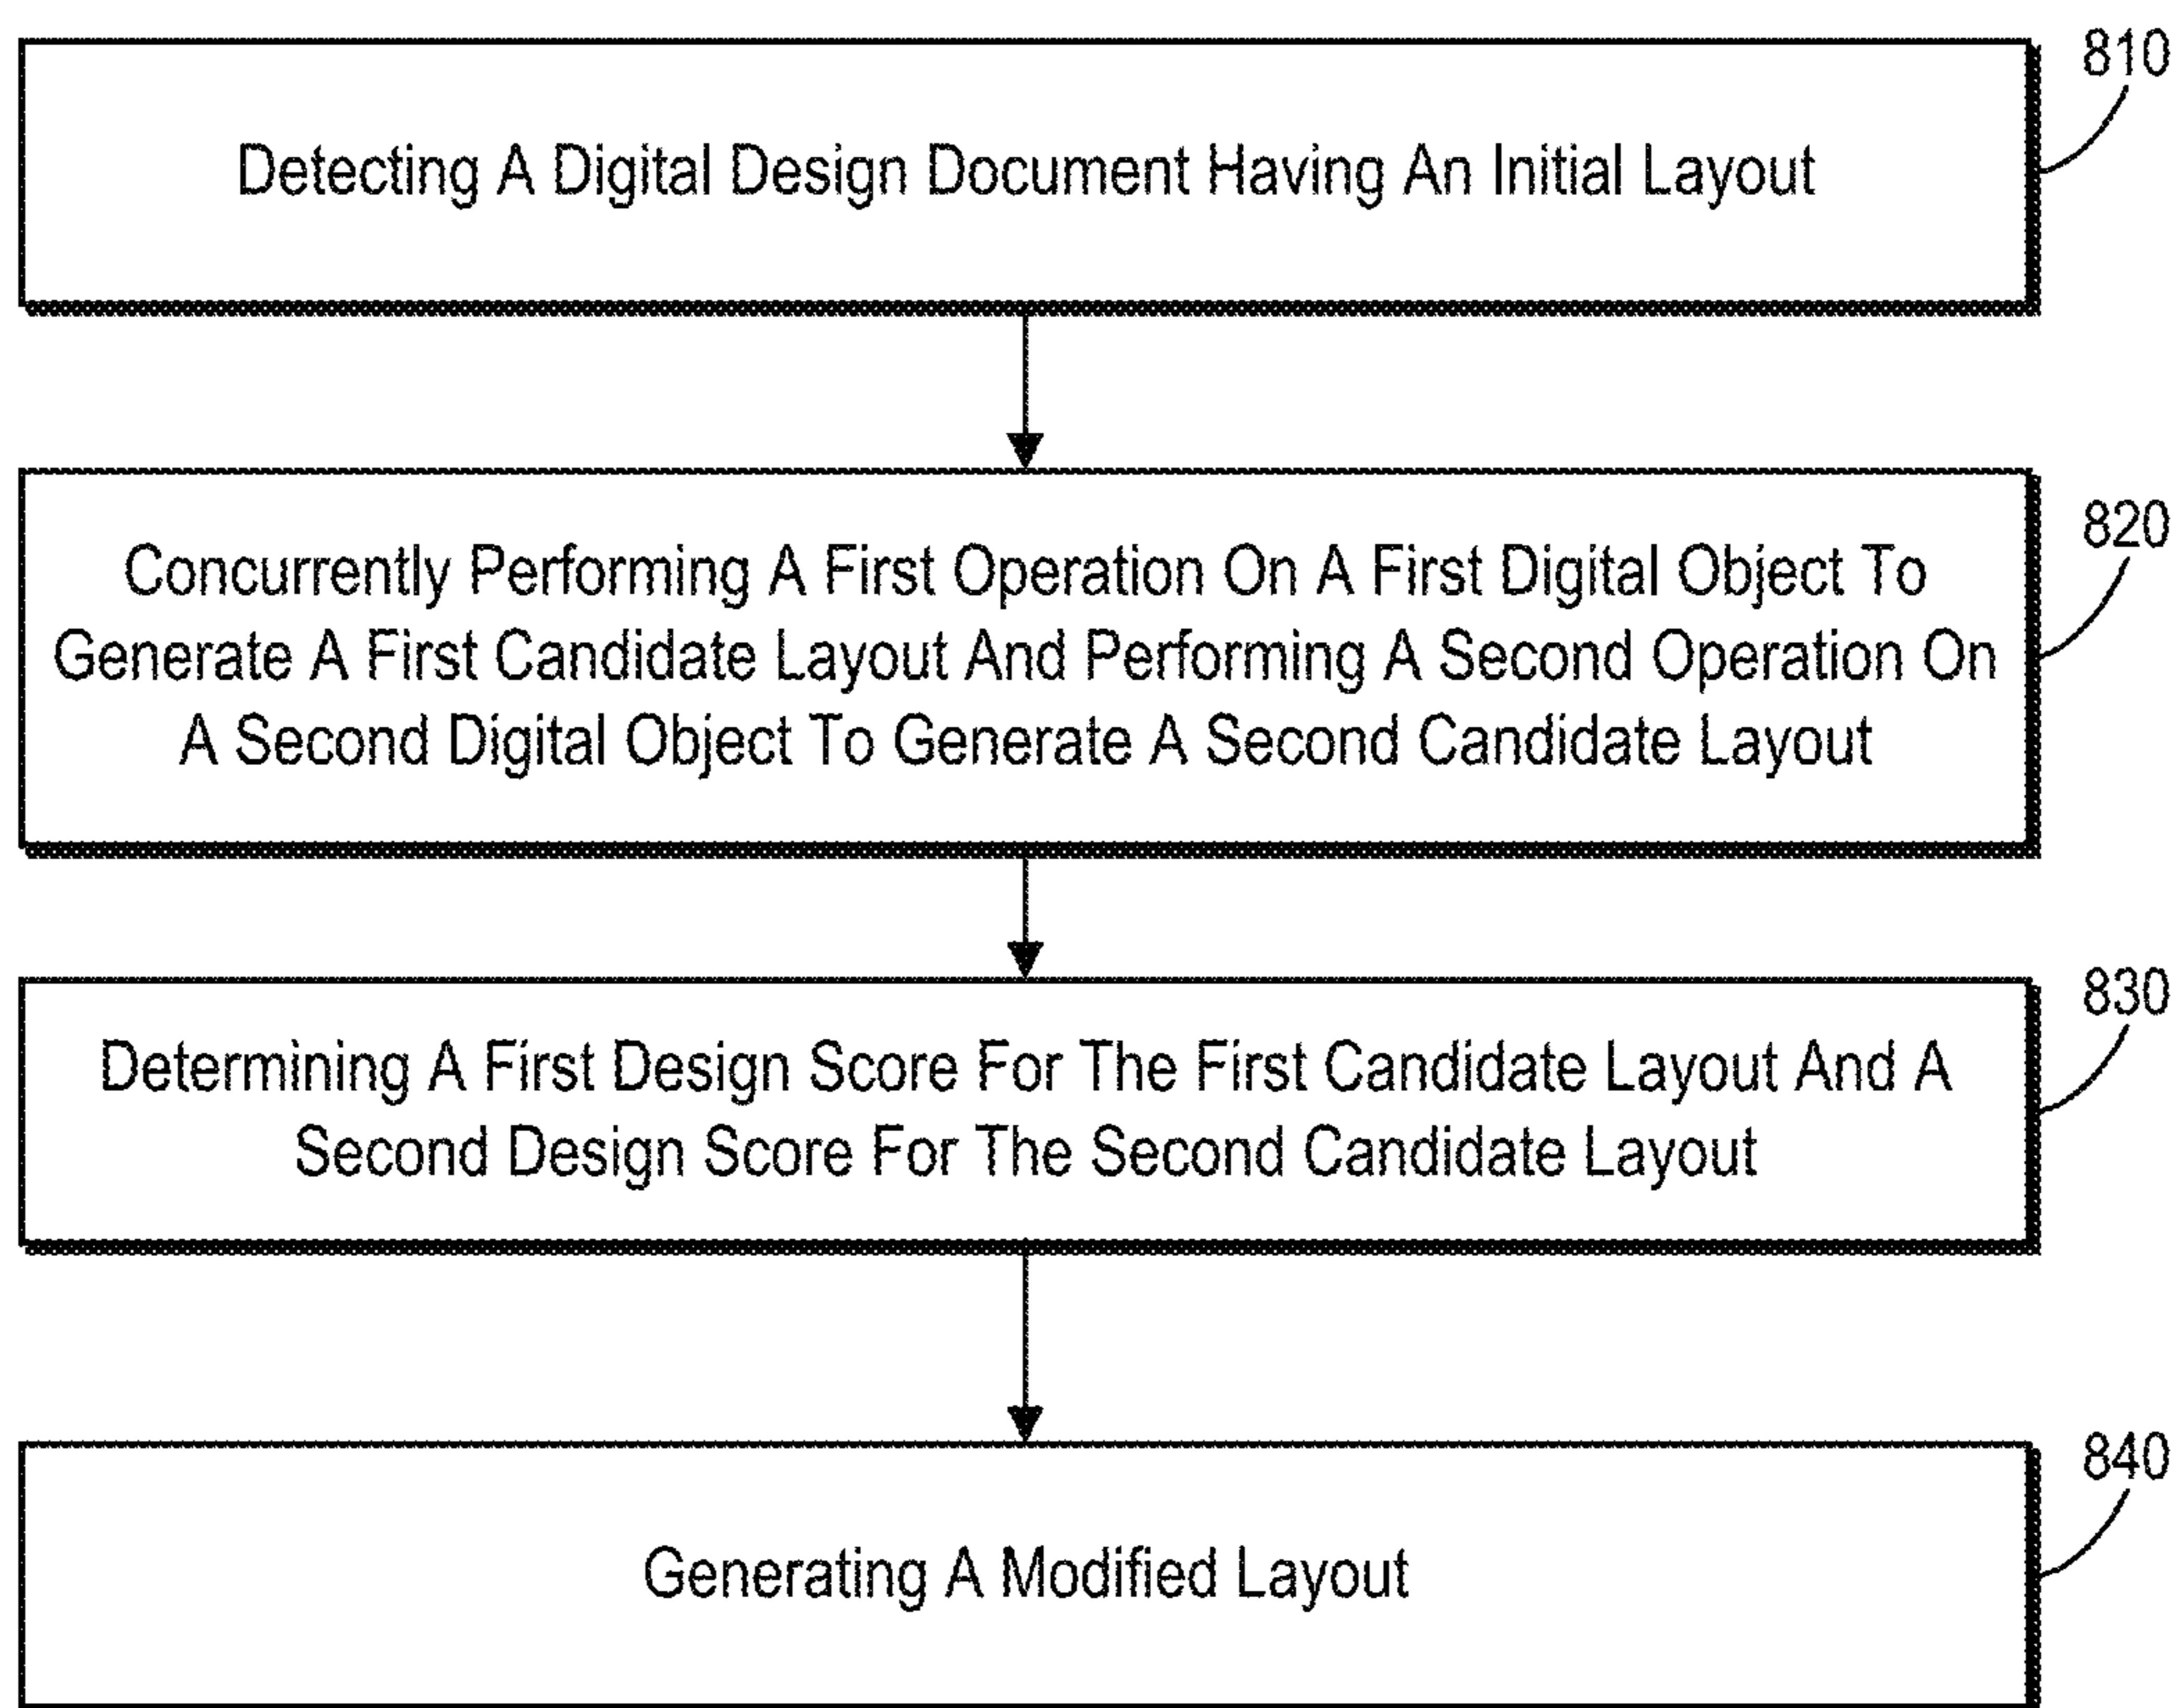 810
Detecting A Digital Design Document Having An Initial Layout
820
Concurrently Performing A First Operation On A First Digital Object To
Generate A First Candidate Layout And Performing A Second Operation On
A Second Digital Object To Generate A Second Candidate Layout
830
Determining A First Design Score For The First Candidate Layout And A
Second Design Score For The Second Candidate Layout
840
Generating A Modified Layout